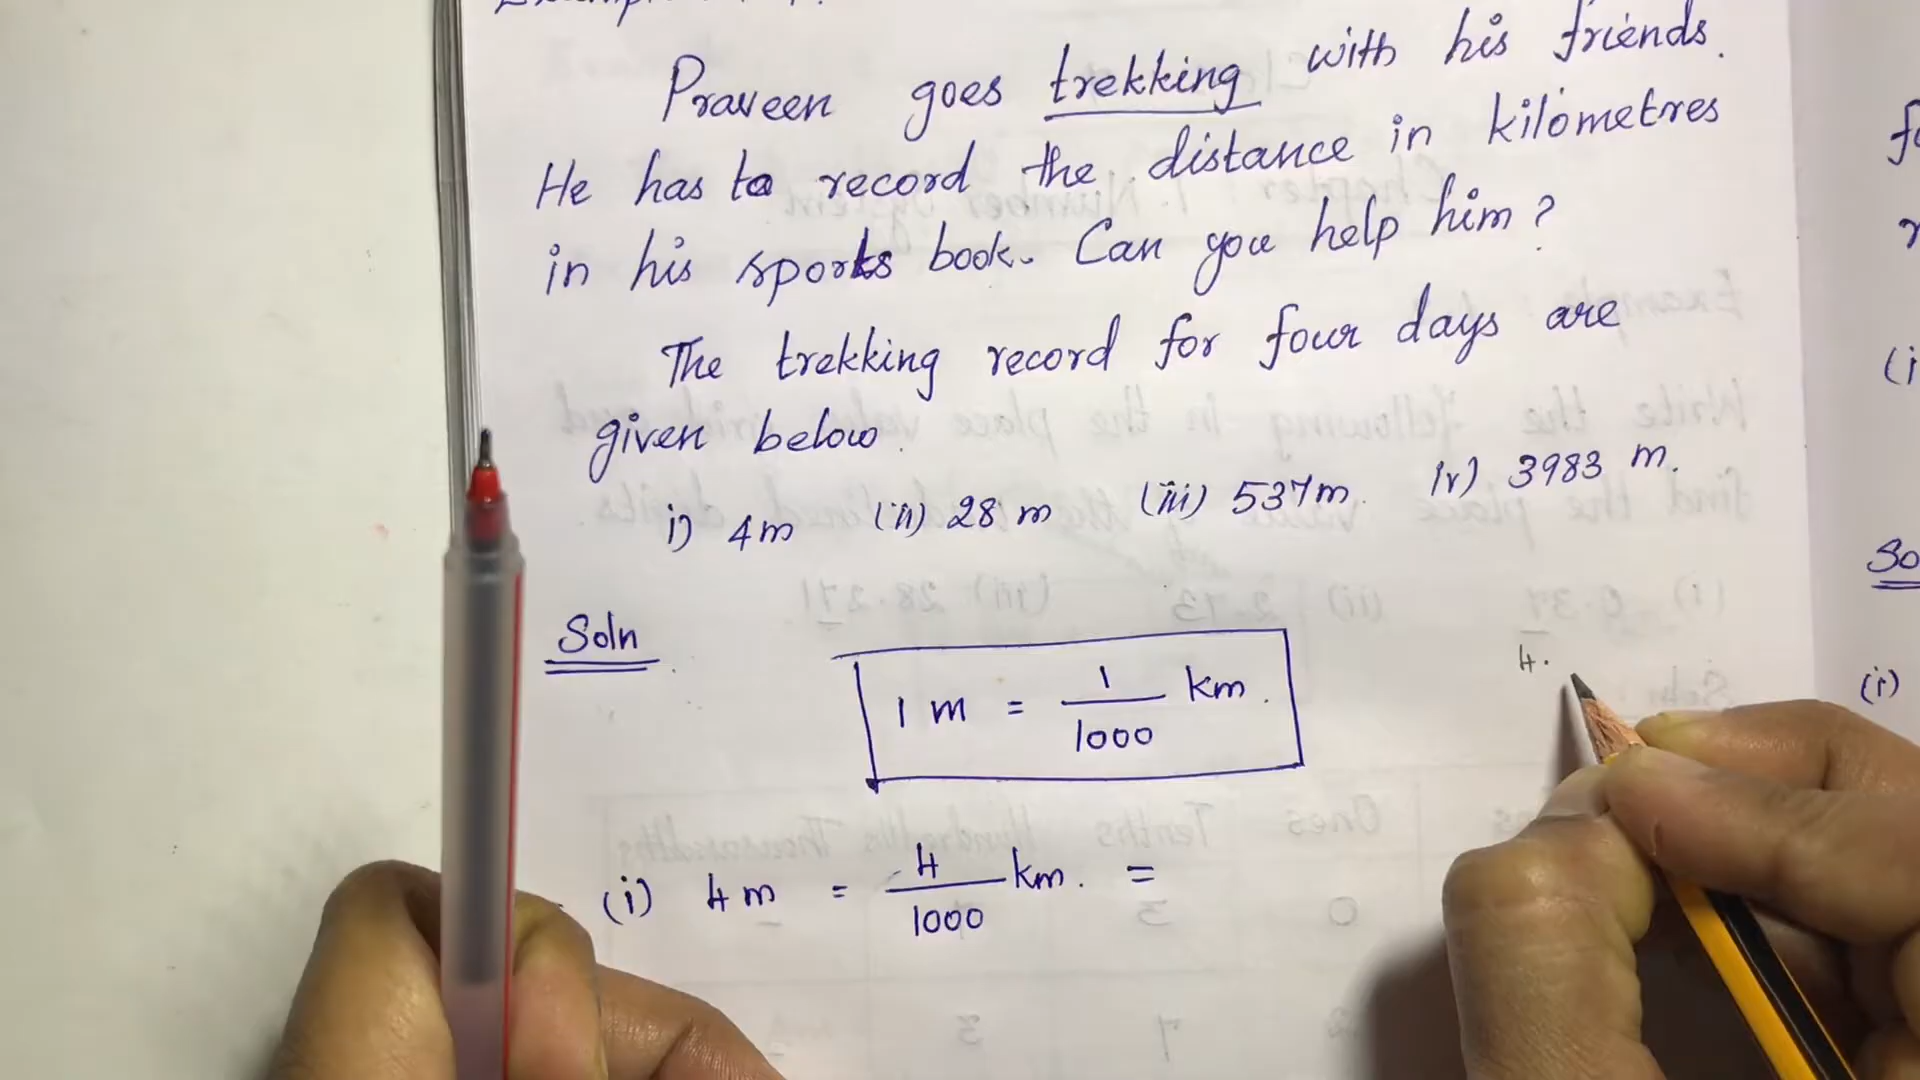 Praveen goes trekking with his friends.
He has to record the distance in kilometres
in his sports book. Can you help him?
The trekking record for four days are
given below.
i) 4m (ii) 28 m (iii) 537m. iv) 3983 m.
Soln
1 m = 1/1000 km.
4.
(i) 4 m = 4/1000 km. =
(i)